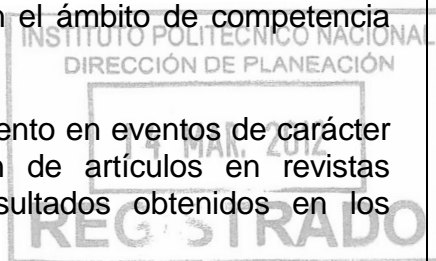 n el ámbito de competencia
INSTITUTO POLITÉCNICO NACIONAL
DIRECCIÓN DE PLANEACIÓN
ento en eventos de carácter
14 MAR. 2012
n de artículos en revistas
sultados obtenidos en los
REGISTRADO